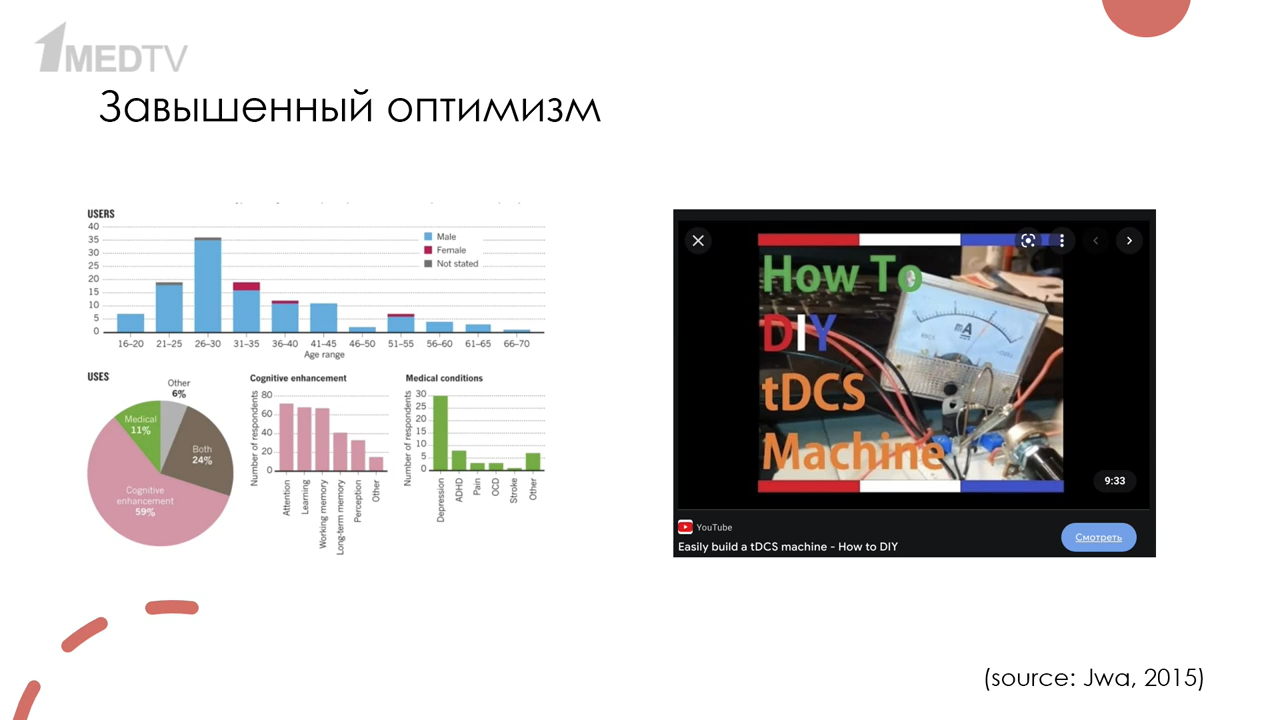 1MEDTV
Завышенный оптимизм
USERS
40
35
30
25
20
15
10
5
0
Male
Female
Not stated
16–20 21–25 26–30 31–35 36–40 41–45 46–50 51–55 56–60 61–65 66–70
Age range
USES
Other
6%
Medical
11%
Both
24%
Cognitive
enhancement
59%
Cognitive enhancement
Number of respondents
80
60
40
20
0
Attention
Learning
Working memory
Long-term memory
Perception
Other
Medical conditions
Number of respondents
30
25
20
15
10
5
0
Depression
ADHD
Pain
OCD
Stroke
Other
How To
DIY
tDCS
Machine
mA
9:33
YouTube
Easily build a tDCS machine - How to DIY
Смотреть
(source: Jwa, 2015)